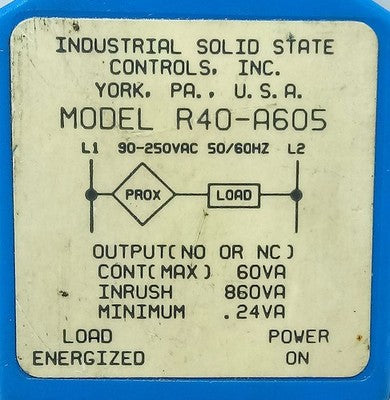 INDUSTRIAL SOLID STATE
CONTROLS, INC.
YORK, PA., U.S.A.
MODEL R40-A605
L1 90-250VAC 50/60HZ L2
PROX LOAD
OUTPUT(NO OR NC)
CONT(MAX) 60VA
INRUSH 860VA
MINIMUM .24VA
LOAD POWER
ENERGIZED ON